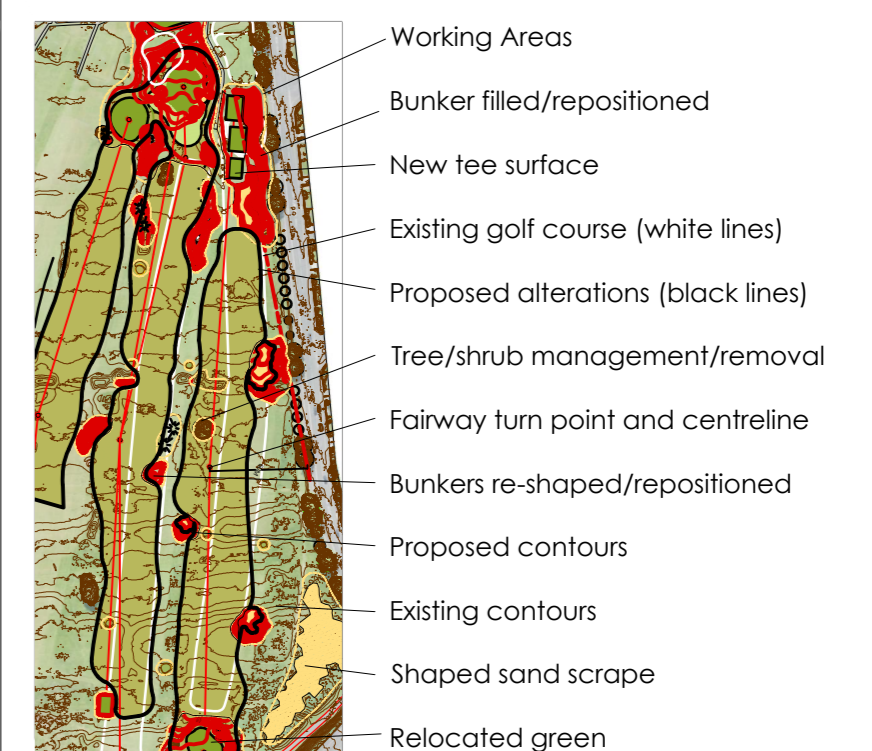 Working Areas
Bunker filled/repositioned
New tee surface
Existing golf course (white lines)
Proposed alterations (black lines)
Tree/shrub management/removal
Fairway turn point and centreline
Bunkers re-shaped/repositioned
Proposed contours
Existing contours
Shaped sand scrape
Relocated green